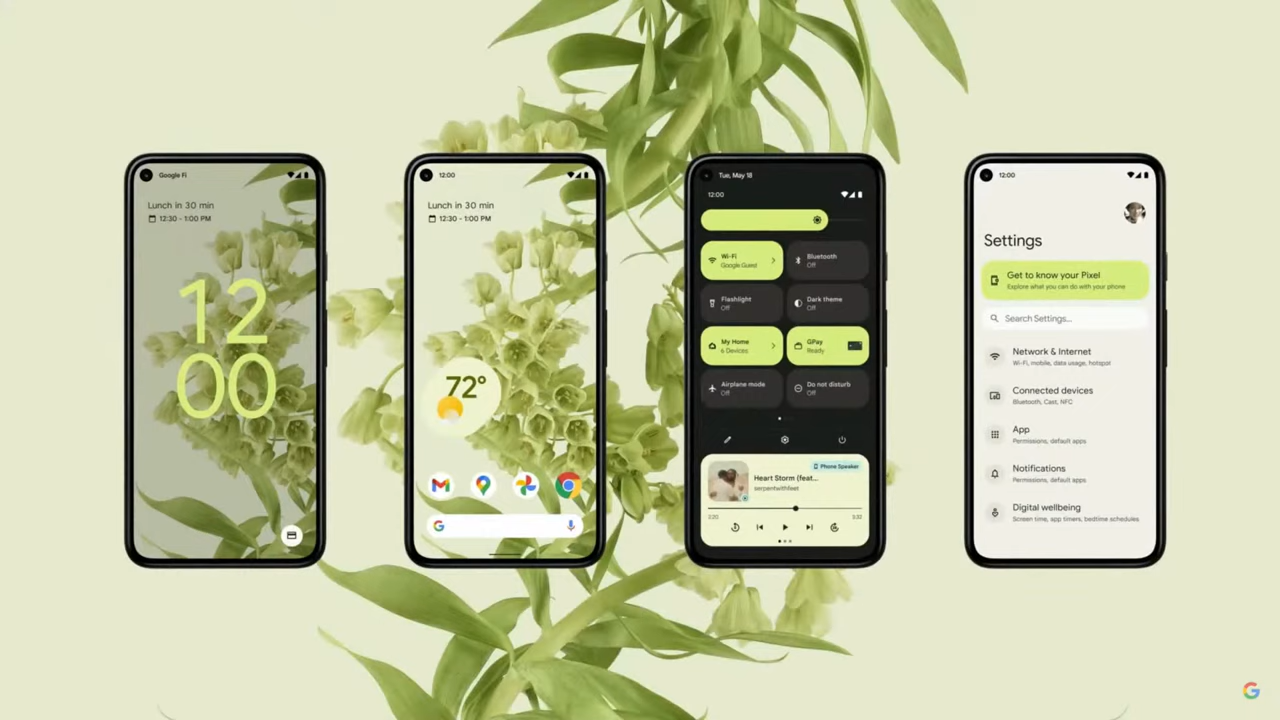 Google Fi
Lunch in 30 min
12:30 - 1:00 PM
12
00
12:00
Lunch in 30 min
12:30 - 1:00 PM
72°
G
Tue, May 18
12:00
Wi-Fi
Google Guest
Bluetooth
Off
Flashlight
Off
Dark theme
Off
My Home
6 Devices
GPay
Ready
Airplane mode
Off
Do not disturb
Off
Phone Speaker
Heart Storm (feat...
serpentwithfeet
3:32
12:00
Settings
Get to know your Pixel
Explore what you can do with your phone
Search Settings...
Network & Internet
Wi-Fi, mobile, data usage, hotspot
Connected devices
Bluetooth, Cast, NFC
App
Permissions, default apps
Notifications
Permissions, default apps
Digital wellbeing
Screen time, app timers, bedtime schedules
G